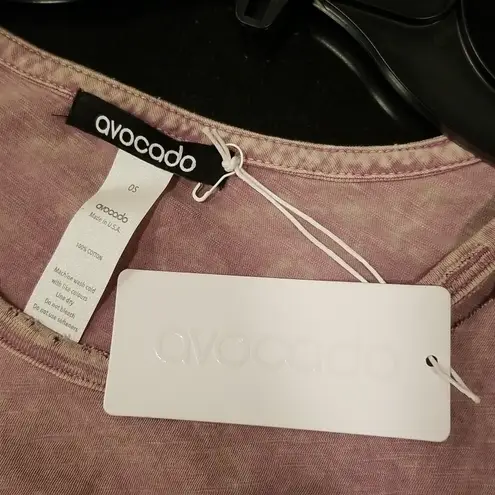 avocado
OS
avocado
Made in U.S.A.
100% COTTON
Machine wash cold
with like colours
Line dry
Do not bleach
Do not use softeners
avocado